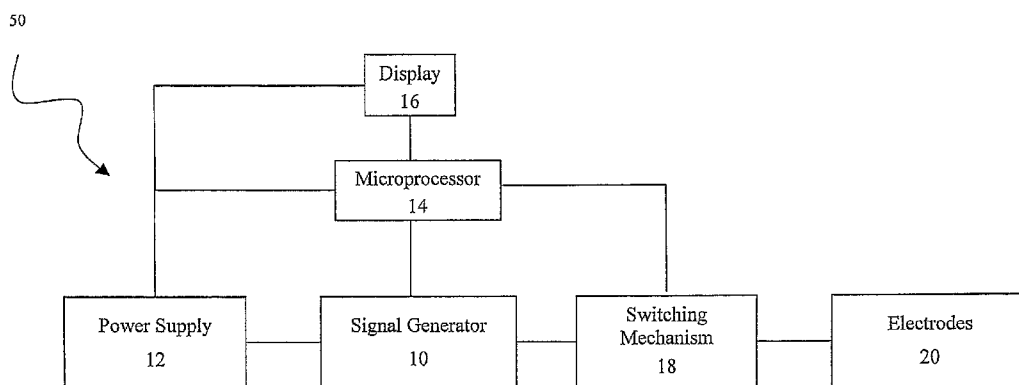 50
Display
16
Microprocessor
14
Power Supply
12
Signal Generator
10
Switching
Mechanism
18
Electrodes
20